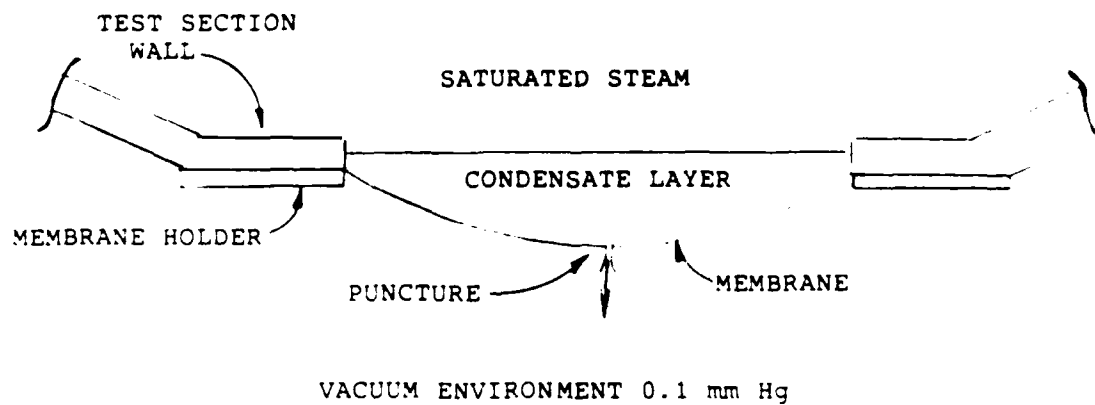 TEST SECTION
WALL
SATURATED STEAM
CONDENSATE LAYER
MEMBRANE HOLDER
PUNCTURE
MEMBRANE
VACUUM ENVIRONMENT 0.1 mm Hg